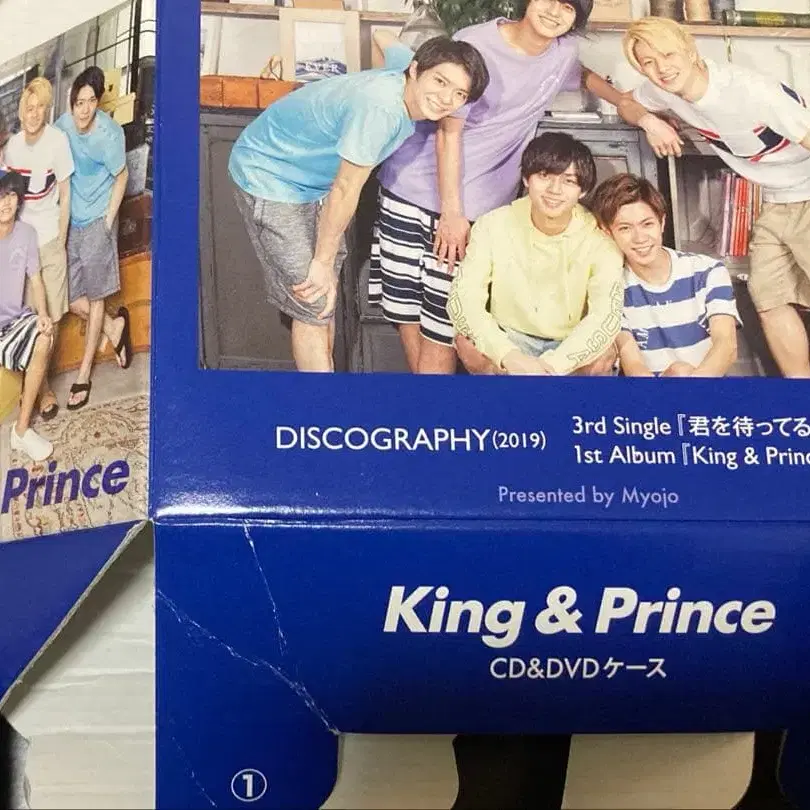 Prince
DISCOGRAPHY(2019)
3rd Single『君を待ってる
1st Album『King & Princ
Presented by Myojo
King & Prince
CD&DVDケース
①